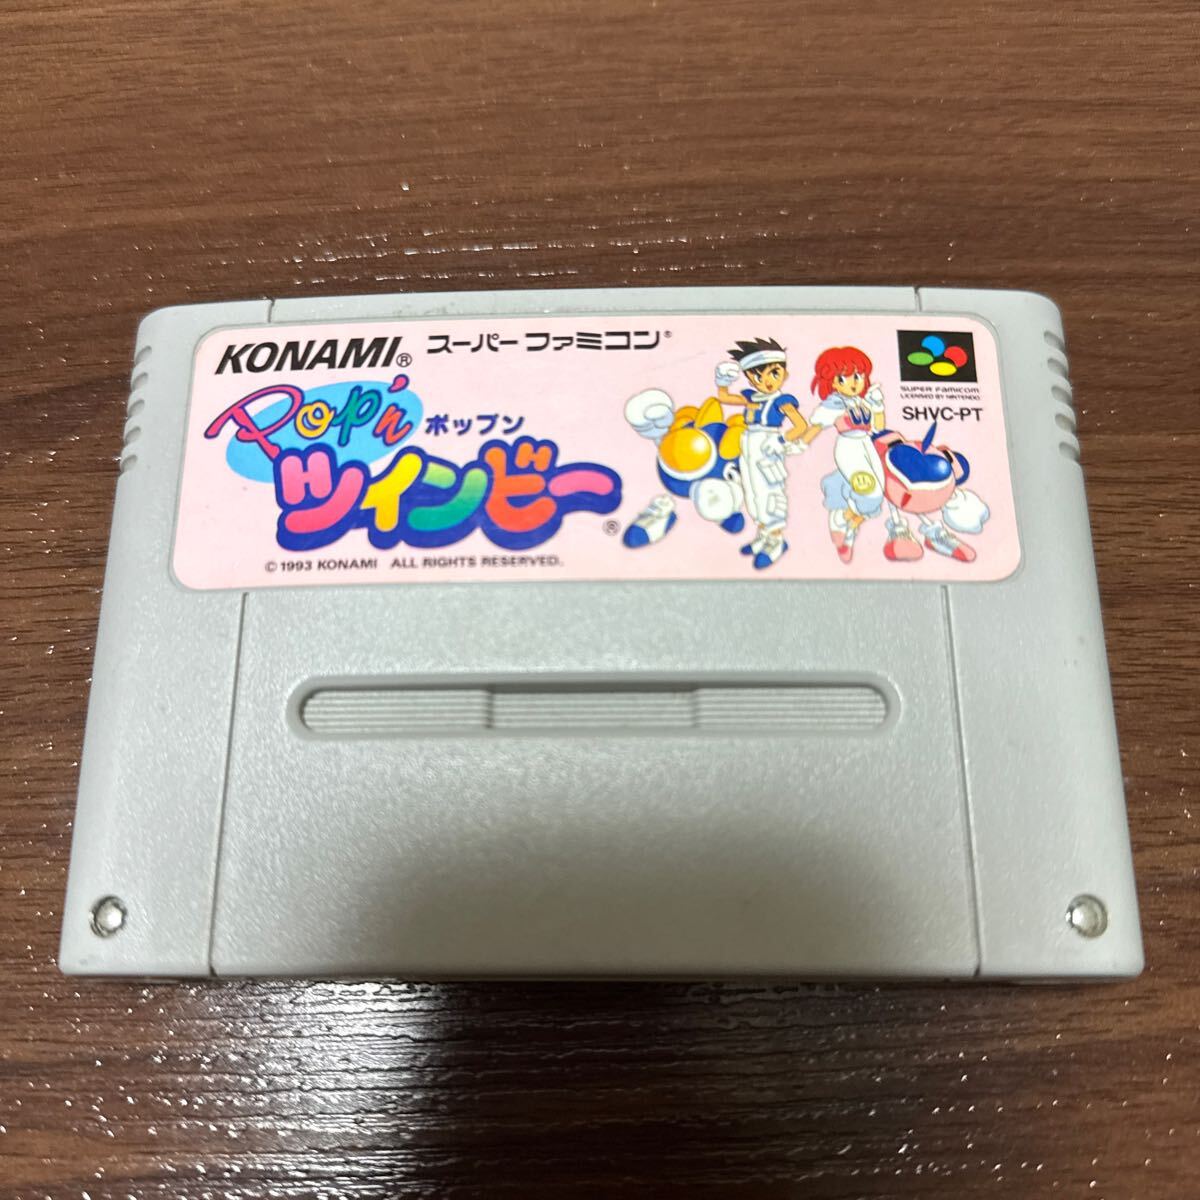 KONAMI®
スーパーファミコン®
Pop'n
ポップン
ツインビー®
© 1993 KONAMI ALL RIGHTS RESERVED.
SUPER FAMICOM
LICENSED BY NINTENDO
SHVC-PT